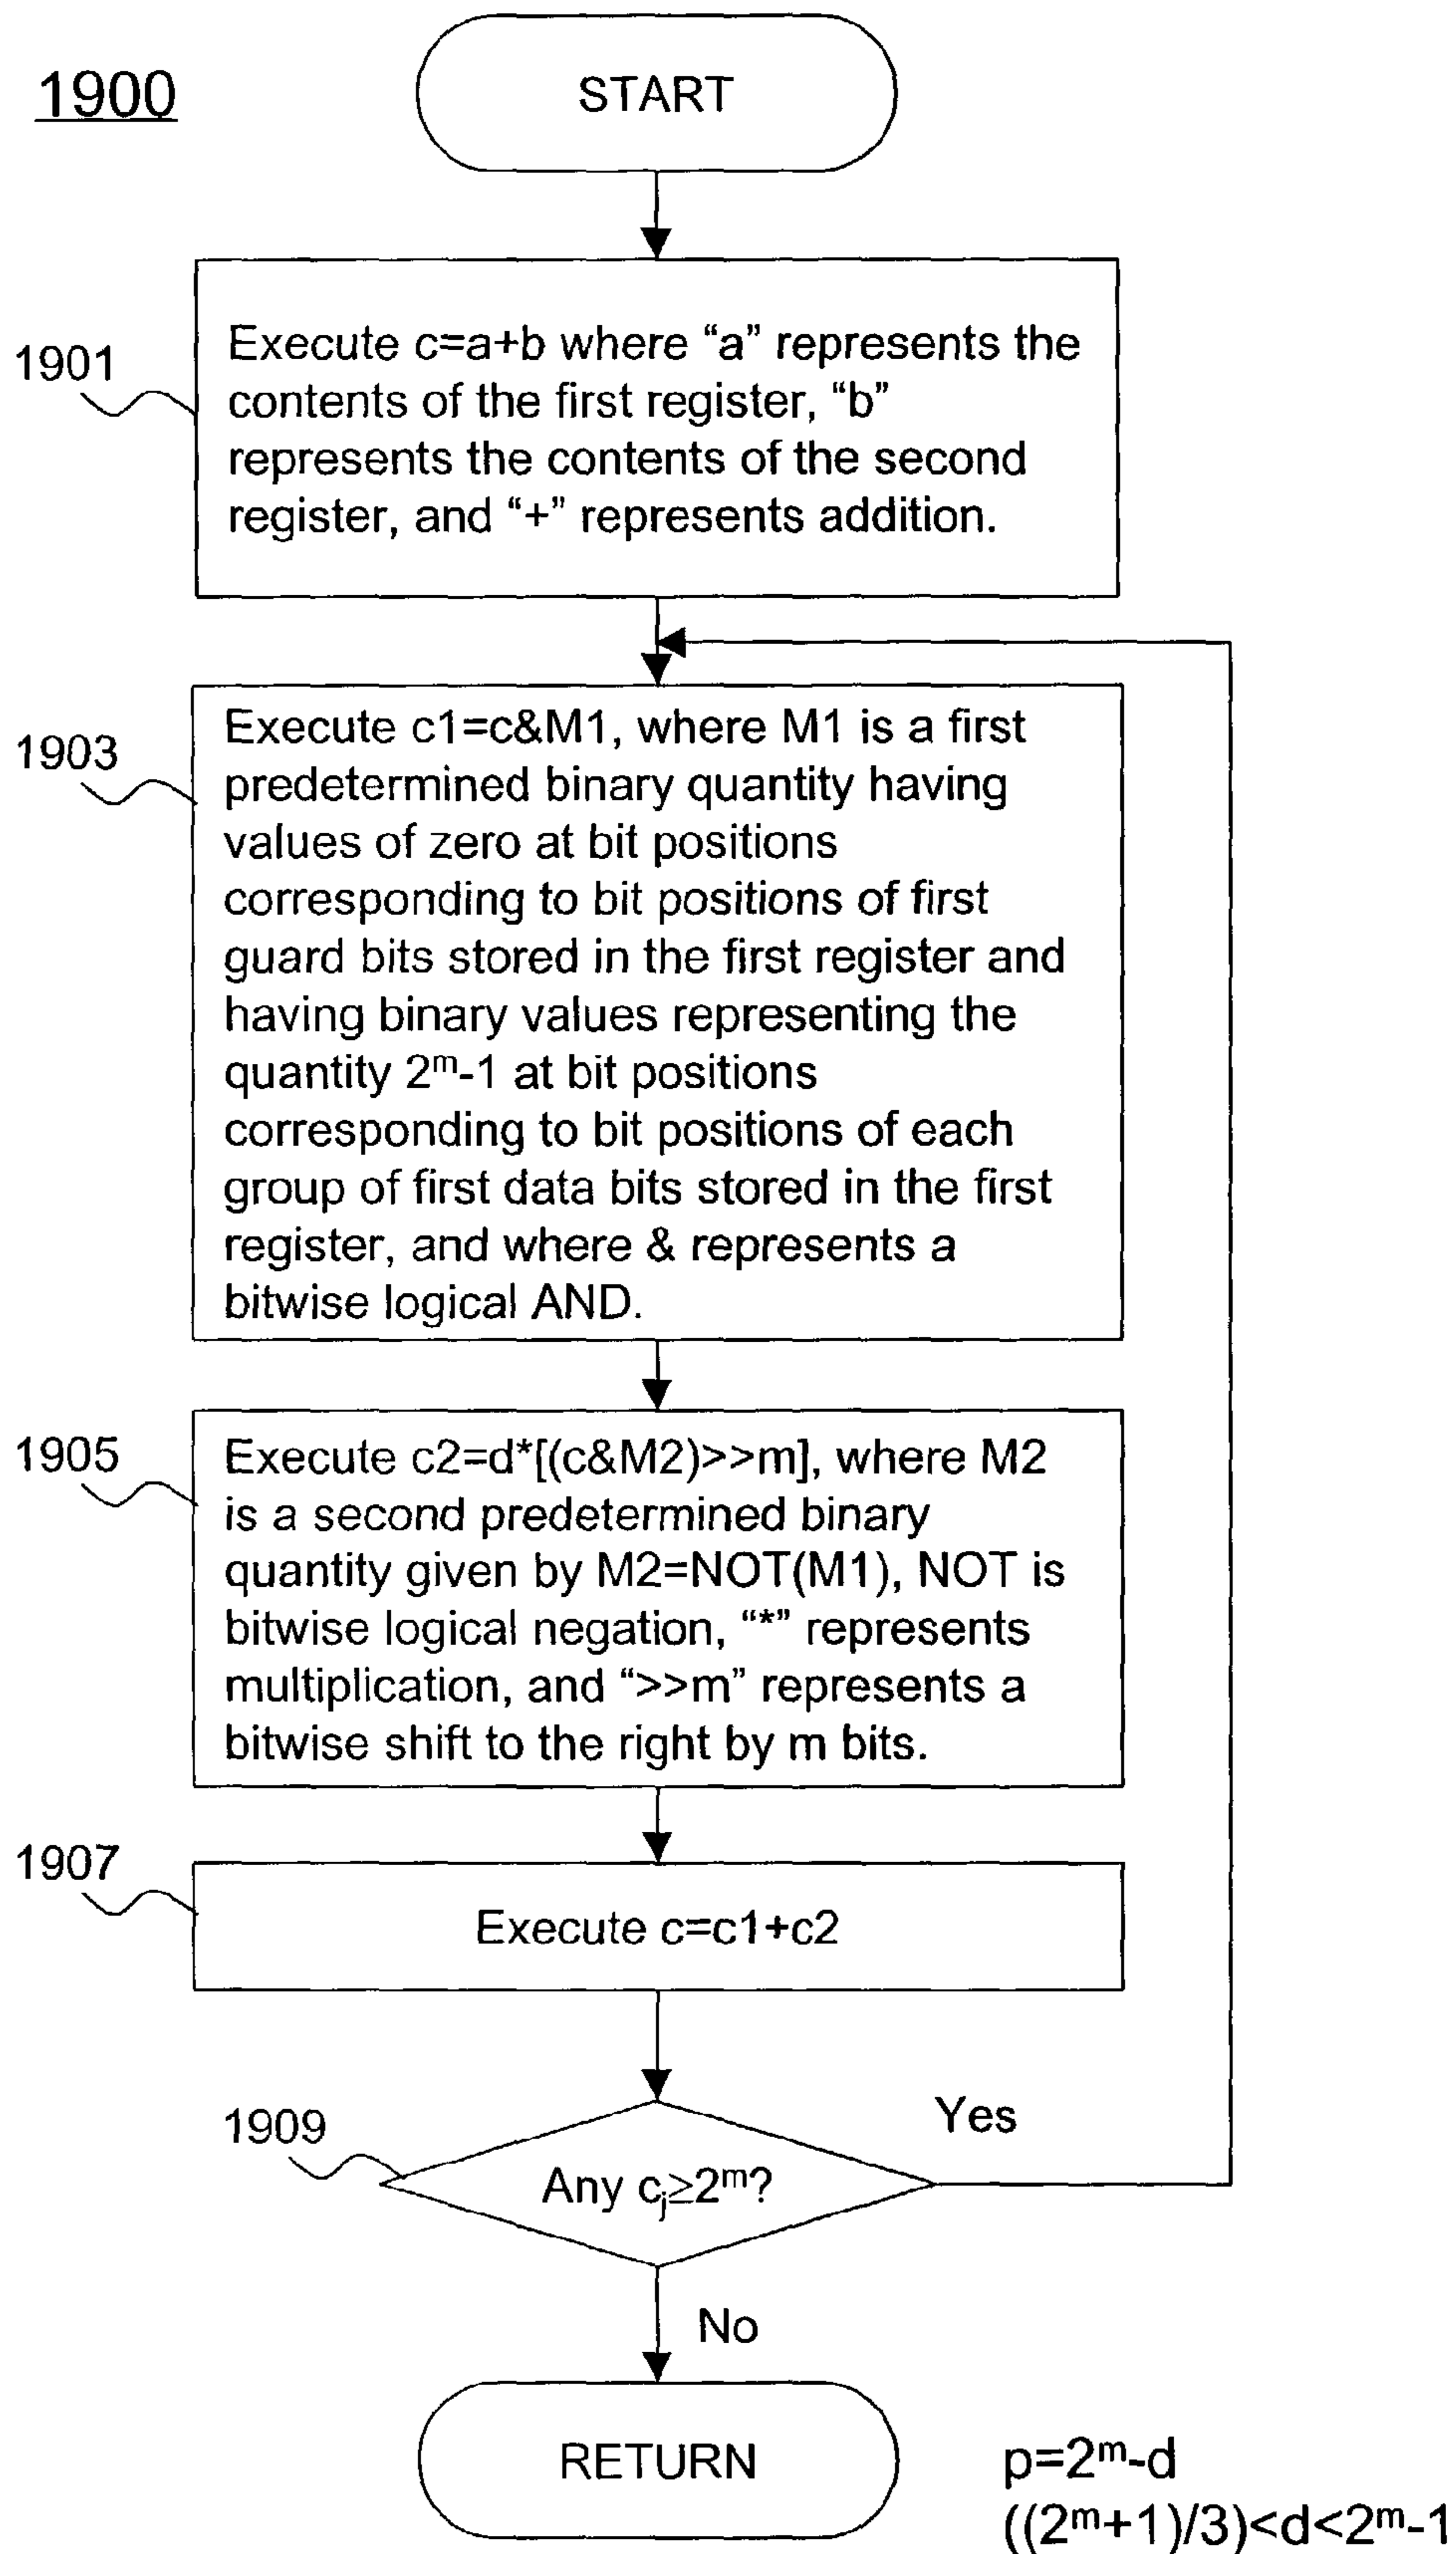 1900
START
1901
Execute c=a+b where “a” represents the
contents of the first register, “b”
represents the contents of the second
register, and “+” represents addition.
1903
Execute c1=c&M1, where M1 is a first
predetermined binary quantity having
values of zero at bit positions
corresponding to bit positions of first
guard bits stored in the first register and
having binary values representing the
quantity 2ᵐ-1 at bit positions
corresponding to bit positions of each
group of first data bits stored in the first
register, and where & represents a
bitwise logical AND.
1905
Execute c2=d*[(c&M2)>>m], where M2
is a second predetermined binary
quantity given by M2=NOT(M1), NOT is
bitwise logical negation, “*” represents
multiplication, and “>>m” represents a
bitwise shift to the right by m bits.
1907
Execute c=c1+c2
1909
Any cⱼ≥2ᵐ?
Yes
No
RETURN
p=2ᵐ-d
((2ᵐ+1)/3)<d<2ᵐ-1